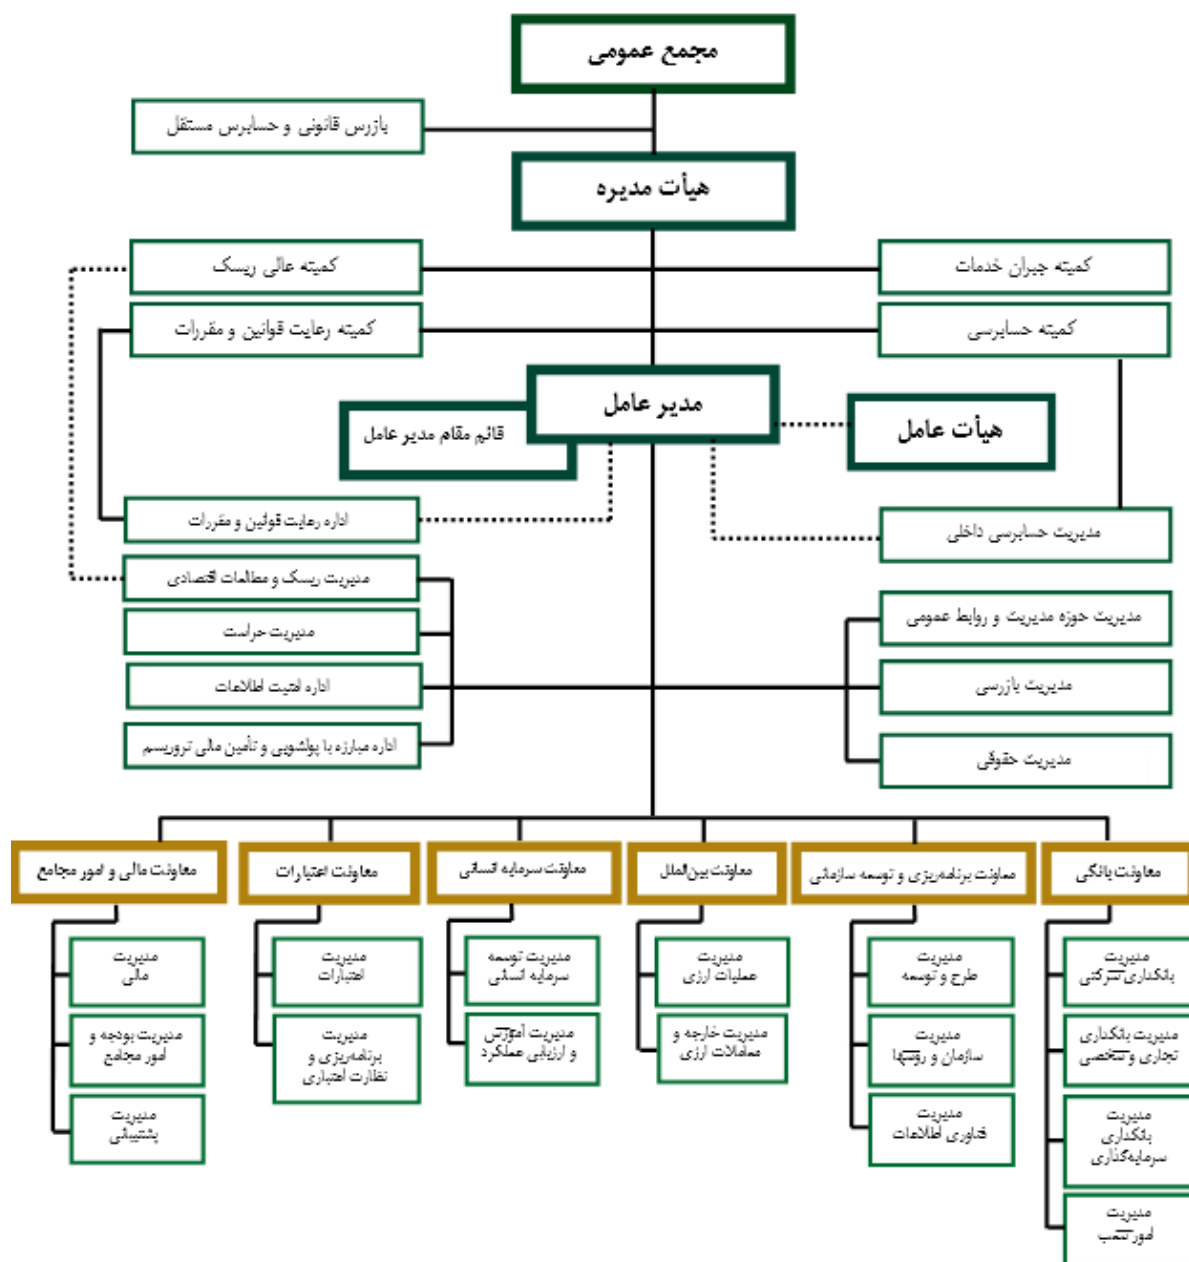 مجمع عمومی
بازرس قانونی و حسابرس مستقل
هیأت مدیره
کمیته جبران خدمات
کمیته عالی ریسک
کمیته حسابرسی
کمیته رعایت قوانین و مقررات
مدیر عامل
هیأت عامل
قائم مقام مدیر عامل
مدیریت حسابرسی داخلی
اداره رعایت قوانین و مقررات
مدیریت ریسک و مطالعات اقتصادی
مدیریت حوزه مدیریت و روابط عمومی
مدیریت حراست
مدیریت بازرسی
اداره امنیت اطلاعات
مدیریت حقوقی
اداره مبارزه با پولشویی و تأمین مالی تروریسم
معاونت بانکی
معاونت برنامه‌ریزی و توسعه سازمانی
معاونت بین‌الملل
معاونت سرمایه انسانی
معاونت اعتبارات
معاونت مالی و امور مجامع
مدیریت
بانکداری شرکتی
مدیریت بانکداری
تجاری و شخصی
مدیریت
بانکداری
سرمایه‌گذاری
مدیریت
امور شعب
مدیریت
طرح و توسعه
مدیریت
سازمان و روشها
مدیریت
فناوری اطلاعات
مدیریت
عملیات ارزی
مدیریت خارجه و
معاملات ارزی
مدیریت توسعه
سرمایه انسانی
مدیریت آموزش
و ارزیابی عملکرد
مدیریت
اعتبارات
مدیریت
برنامه‌ریزی و
نظارت اعتباری
مدیریت
مالی
مدیریت بودجه و
امور مجامع
مدیریت
پشتیبانی